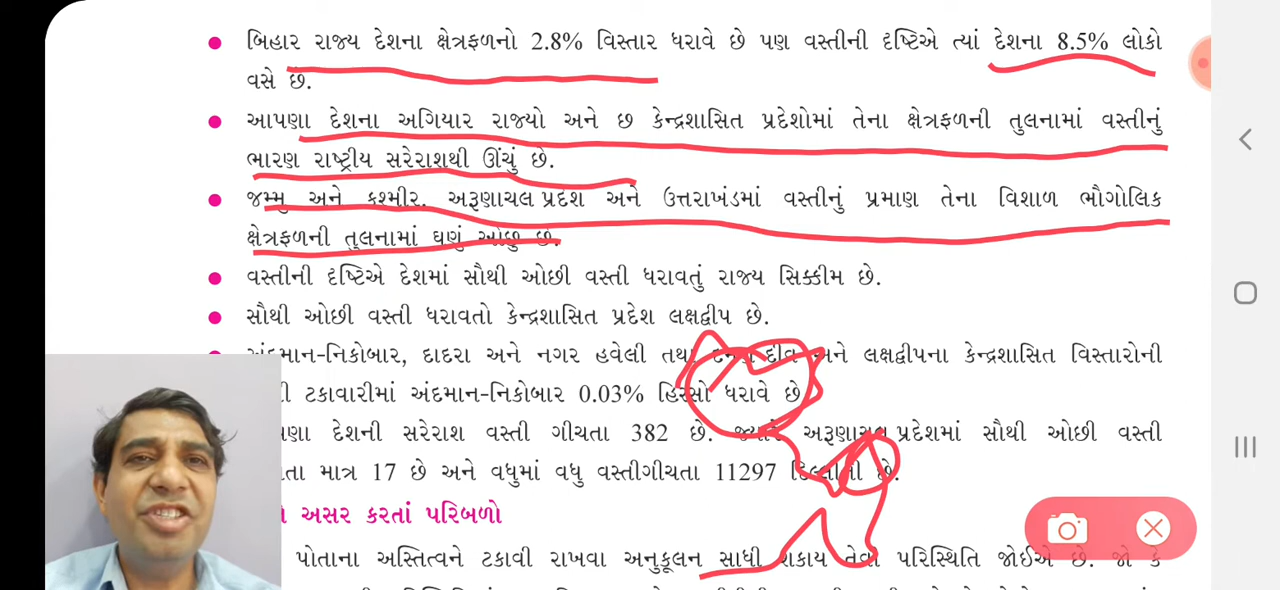 બિહાર રાજ્ય દેશના ક્ષેત્રફળનો 2.8% વિસ્તાર ધરાવે છે પણ વસ્તીની દૃષ્ટિએ ત્યાં દેશના 8.5% લોકો
વસે છે.
આપણા દેશના અગિયાર રાજ્યો અને છ કેન્દ્રશાસિત પ્રદેશોમાં તેના ક્ષેત્રફળની તુલનામાં વસ્તીનું
ભારણ રાષ્ટ્રીય સરેરાશથી ઊંચું છે.
જમ્મુ અને કશ્મીર, અરૂણાચલ પ્રદેશ અને ઉત્તરાખંડમાં વસ્તીનું પ્રમાણ તેના વિશાળ ભૌગોલિક
ક્ષેત્રફળની તુલનામાં ઘણું ઓછું છે.
વસ્તીની દૃષ્ટિએ દેશમાં સૌથી ઓછી વસ્તી ધરાવતું રાજ્ય સિક્કીમ છે.
સૌથી ઓછી વસ્તી ધરાવતો કેન્દ્રશાસિત પ્રદેશ લક્ષદ્વીપ છે.
અંદમાન-નિકોબાર, દાદરા અને નગર હવેલી તથા દમણ દીવ અને લક્ષદ્વીપના કેન્દ્રશાસિત વિસ્તારોની
ટકાવારીમાં અંદમાન-નિકોબાર 0.03% હિસ્સો ધરાવે છે.
દેશની સરેરાશ વસ્તી ગીચતા 382 છે. જ્યારે અરૂણાચલ પ્રદેશમાં સૌથી ઓછી વસ્તી
માત્ર 17 છે અને વધુમાં વધુ વસ્તીગીચતા 11297 દિલ્લીની છે.
અસર કરતાં પરિબળો
પોતાના અસ્તિત્વને ટકાવી રાખવા અનુકૂલન સાધી શકાય તેવી પરિસ્થિતિ જોઈએ છે. જો કે